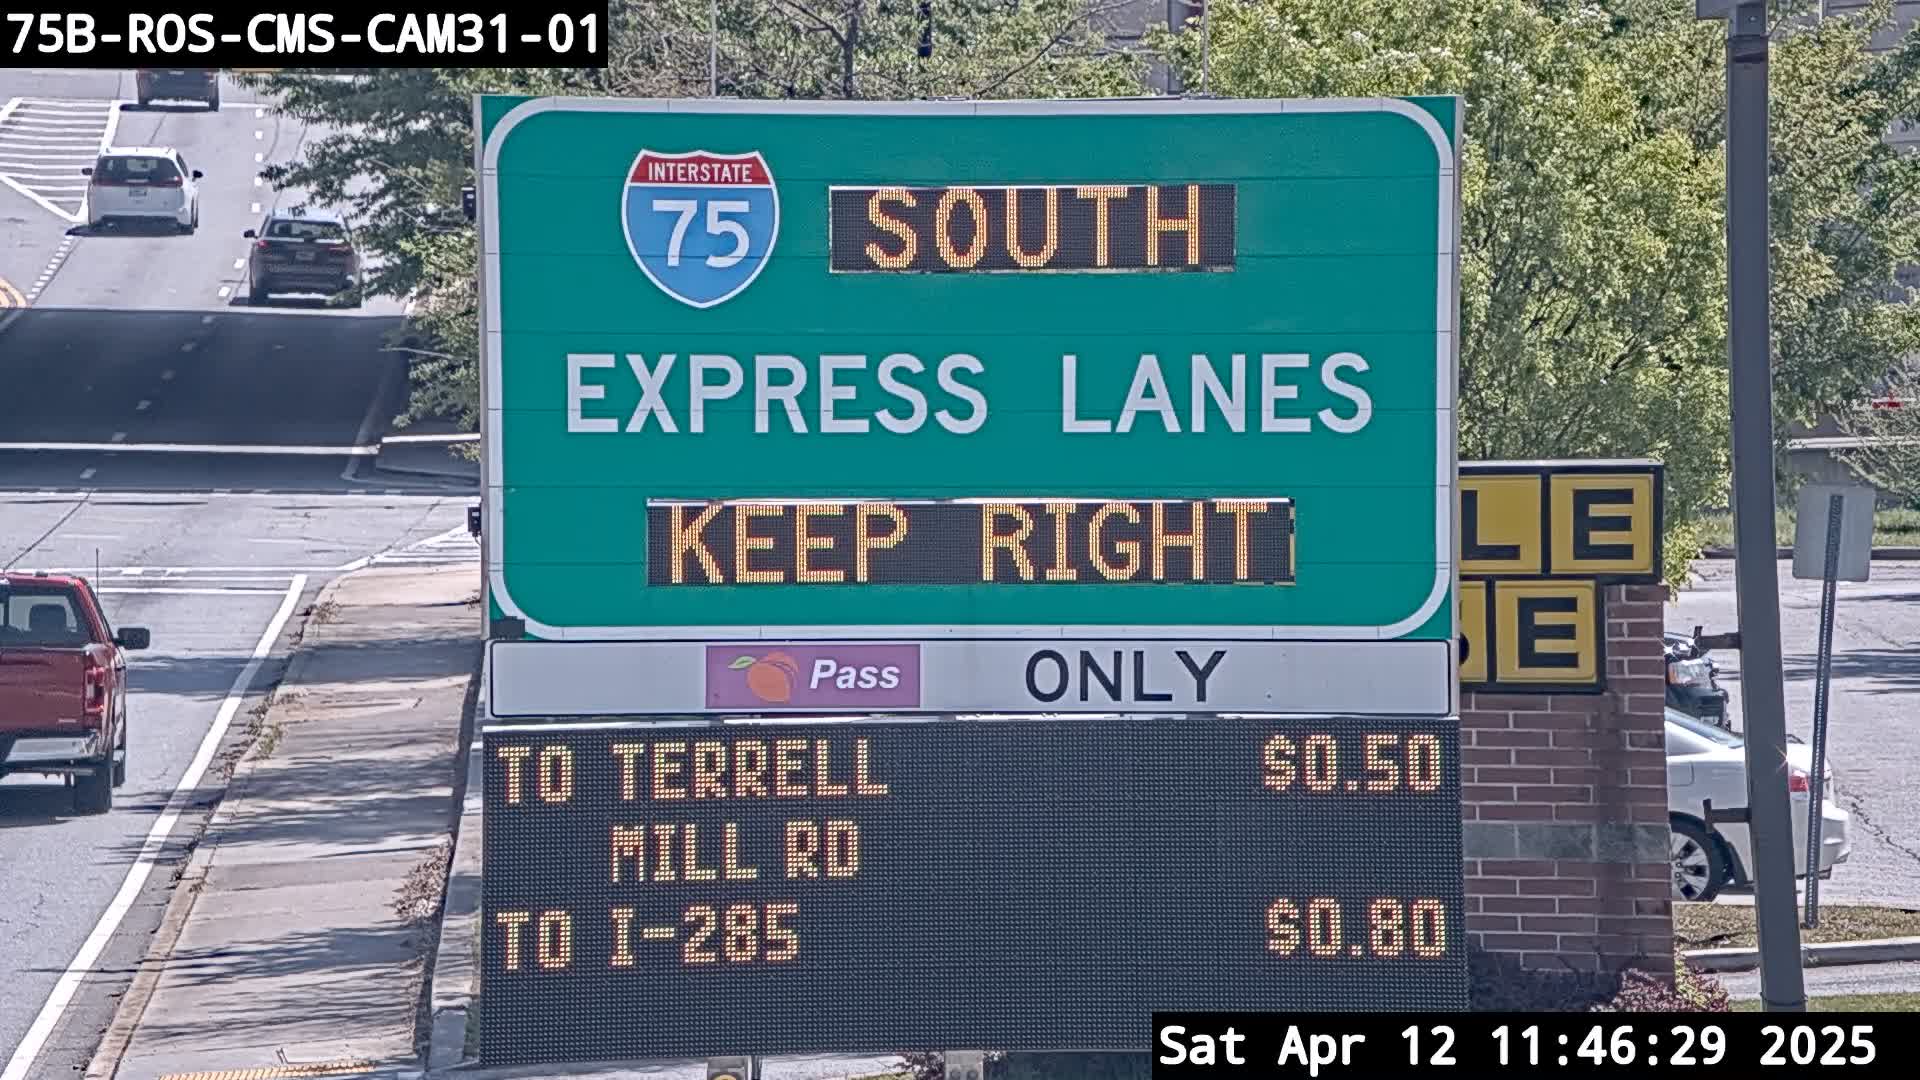 75B-ROS-CMS-CAM31-01
INTERSTATE
75
SOUTH
EXPRESS LANES
KEEP RIGHT
Pass ONLY
TO TERRELL $0.50
MILL RD
TO I-285 $0.80
LE
E
Sat Apr 12 11:46:29 2025